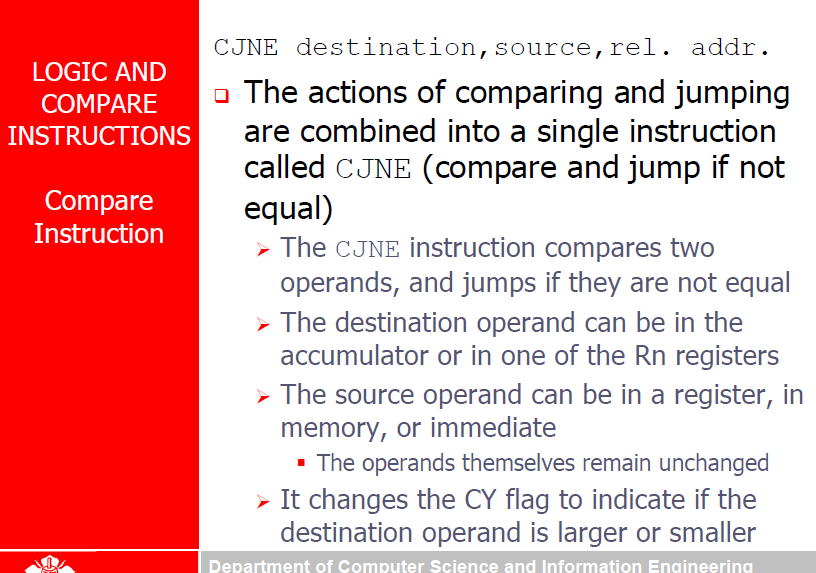 LOGIC AND
COMPARE
INSTRUCTIONS
Compare
Instruction
CJNE destination,source,rel. addr.
The actions of comparing and jumping
are combined into a single instruction
called CJNE (compare and jump if not
equal)
The CJNE instruction compares two
operands, and jumps if they are not equal
The destination operand can be in the
accumulator or in one of the Rn registers
The source operand can be in a register, in
memory, or immediate
The operands themselves remain unchanged
It changes the CY flag to indicate if the
destination operand is larger or smaller
Department of Computer Science and Information Engineering